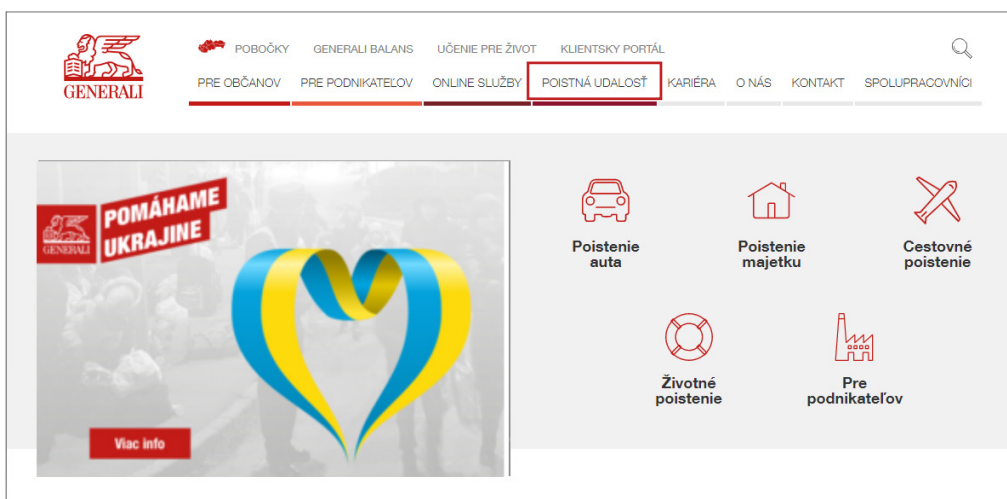 POBOČKY GENERALI BALANS UČENIE PRE ŽIVOT KLIENTSKY PORTÁL
GENERALI
PRE OBČANOV PRE PODNIKATEĽOV ONLINE SLUŽBY POISTNÁ UDALOSŤ KARIÉRA O NÁS KONTAKT SPOLUPRACOVNÍCI
GENERALI
POMÁHAME
UKRAJINE
Viac info
Poistenie
auta
Poistenie
majetku
Cestovné
poistenie
Životné
poistenie
Pre
podnikateľov